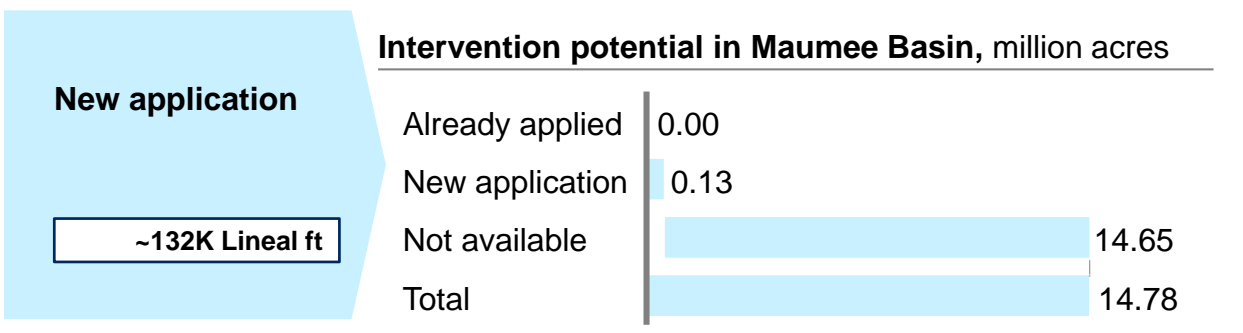 New application
~132K Lineal ft
Intervention potential in Maumee Basin, million acres
Already applied 0.00
New application 0.13
Not available 14.65
Total 14.78